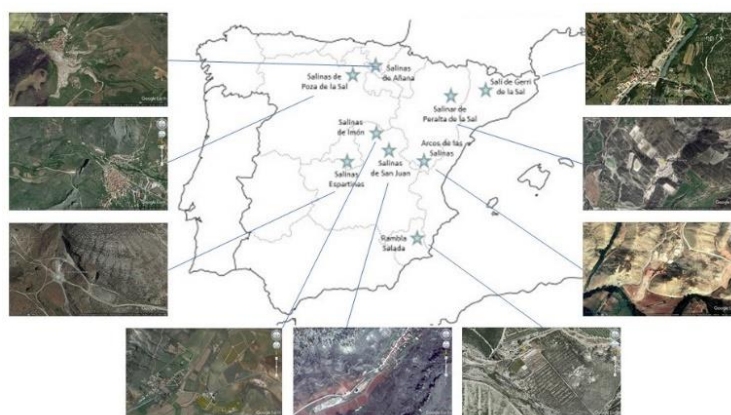 Salinas
de Añana
Salinas de
Poza de la Sal
Salí de Gerri
de la Sal
Salinar de
Peralta de la Sal
Salinas
de Imón
Arcos de las
Salinas
Salinas
de San Juan
Salinas
Espartinas
Rambla
Salada